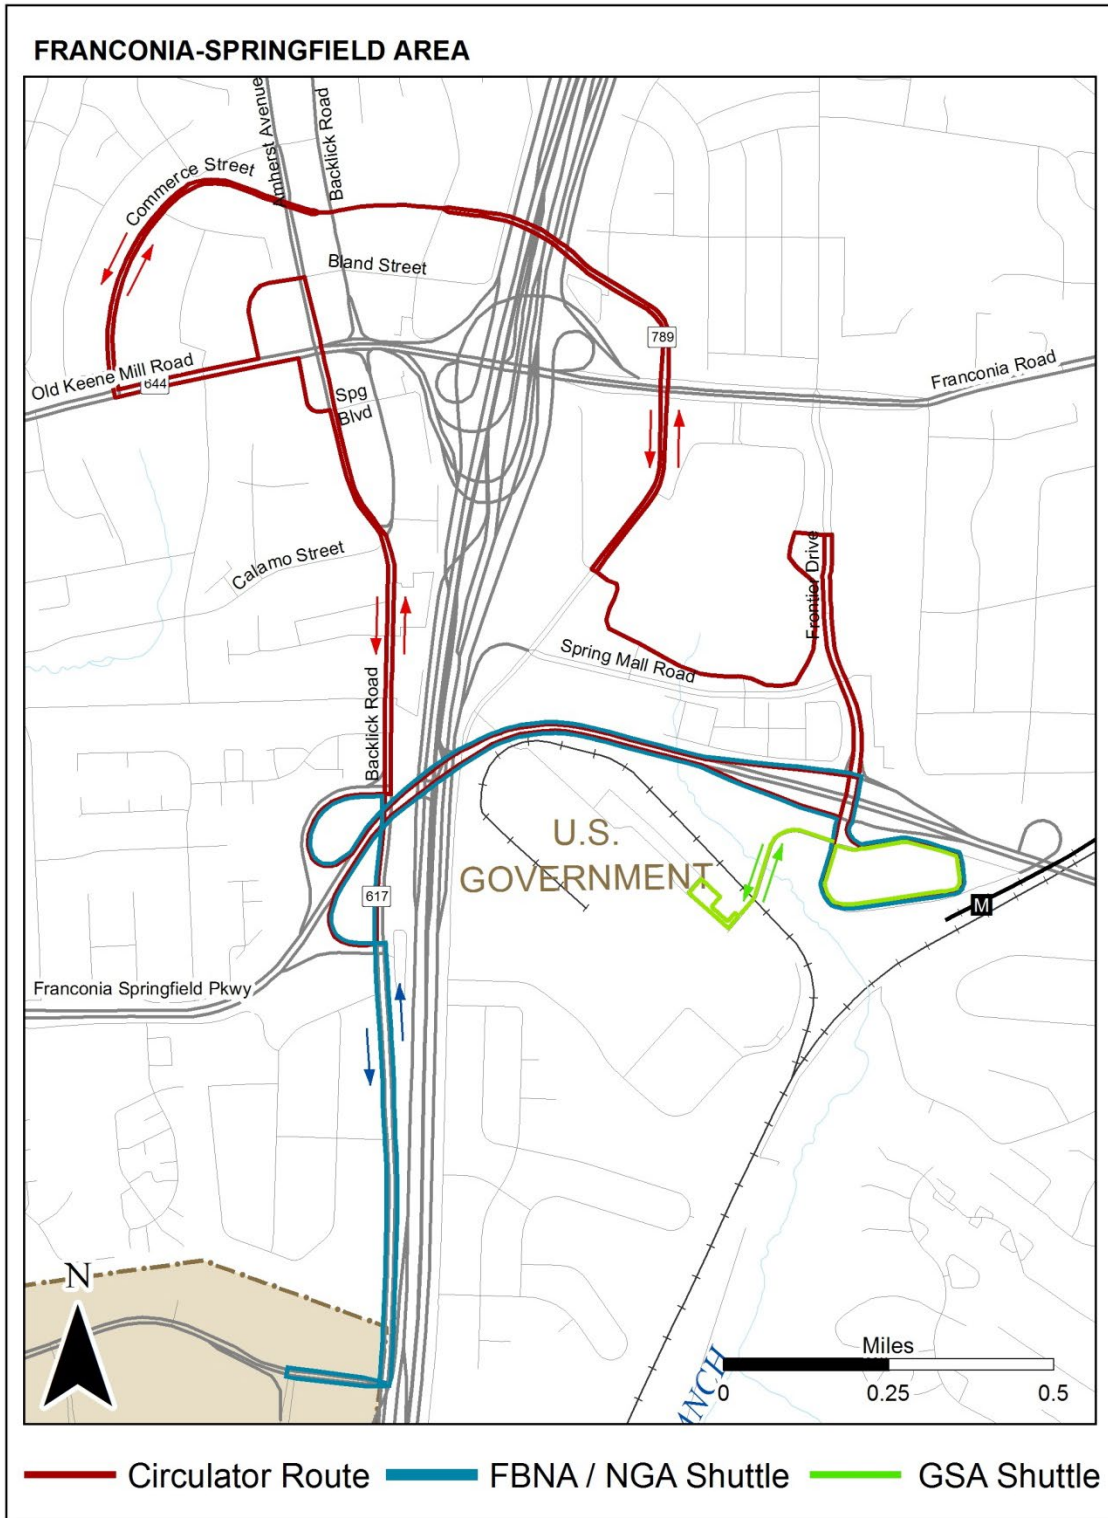 FRANCONIA-SPRINGFIELD AREA
Amherst Avenue
Backlick Road
Commerce Street
Bland Street
789
Franconia Road
Old Keene Mill Road
644
Spg
Blvd
Calamo Street
Frontier Drive
Spring Mall Road
Backlick Road
U.S.
GOVERNMENT
617
M
Franconia Springfield Pkwy
N
Miles
0
0.25
0.5
ANCH
Circulator Route
FBNA / NGA Shuttle
GSA Shuttle